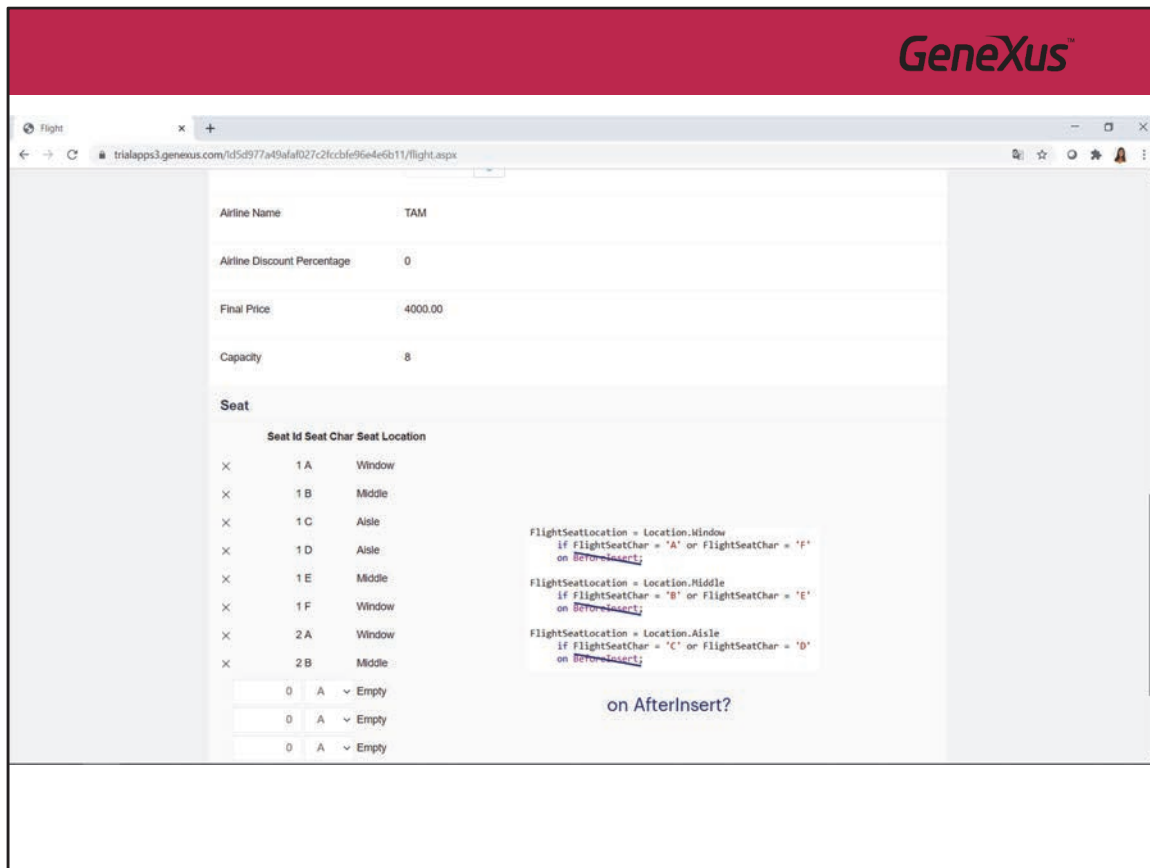 GeneXus™
Flight
trialapps3.genexus.com/Id5d977a49afaf027c2fccbfe96e4e6b11/flight.aspx
Airline Name TAM
Airline Discount Percentage 0
Final Price 4000.00
Capacity 8
Seat
Seat Id Seat Char Seat Location
1 A Window
1 B Middle
1 C Aisle
1 D Aisle
1 E Middle
1 F Window
2 A Window
2 B Middle
0 A Empty
0 A Empty
0 A Empty
FlightSeatLocation = Location.Window
if FlightSeatChar = 'A' or FlightSeatChar = 'F'
on BeforeInsert;
FlightSeatLocation = Location.Middle
if FlightSeatChar = 'B' or FlightSeatChar = 'E'
on BeforeInsert;
FlightSeatLocation = Location.Aisle
if FlightSeatChar = 'C' or FlightSeatChar = 'D'
on BeforeInsert;
on AfterInsert?